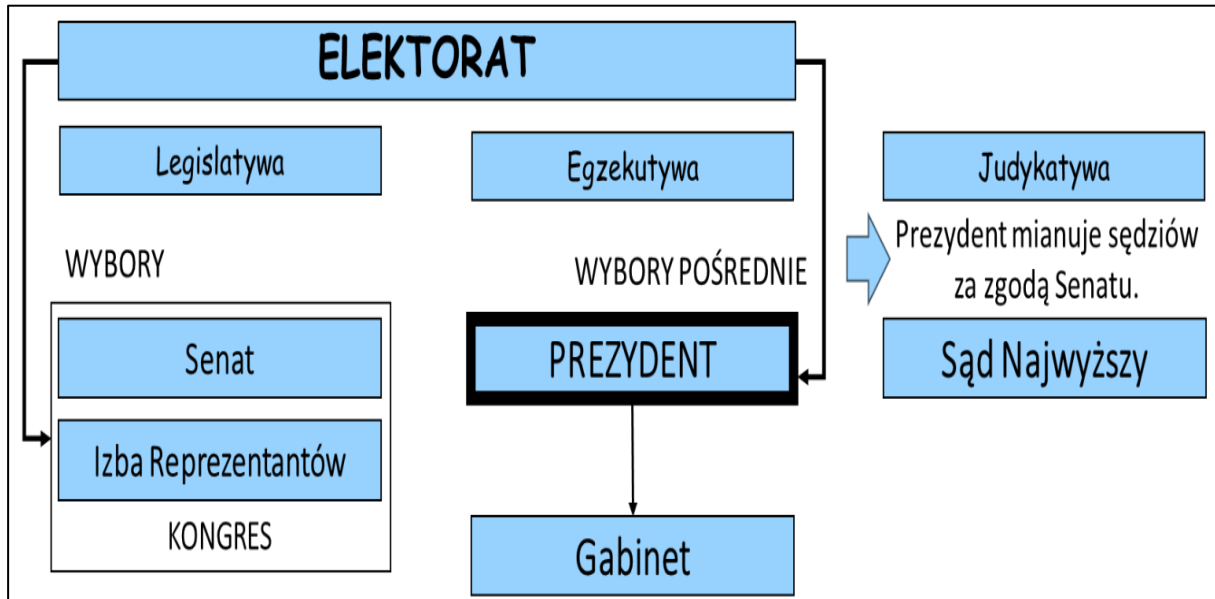 ELEKTORAT
Legislatywa
Egzekutywa
Judykatywa
WYBORY
WYBORY POŚREDNIE
Prezydent mianuje sędziów
za zgodą Senatu.
Senat
PREZYDENT
Sąd Najwyższy
Izba Reprezentantów
KONGRES
Gabinet